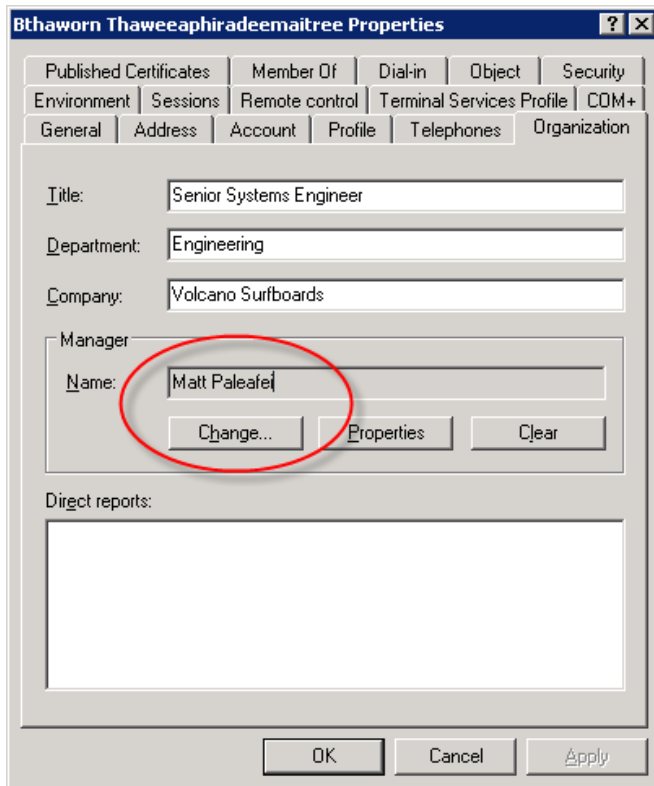 Bthaworn Thaweeaphiradeemaitree Properties
Published Certificates Member Of Dial-in Object Security
Environment Sessions Remote control Terminal Services Profile COM+
General Address Account Profile Telephones Organization
Title: Senior Systems Engineer
Department: Engineering
Company: Volcano Surfboards
Manager
Name: Matt Paleafei
Change... Properties Clear
Direct reports:
OK Cancel Apply